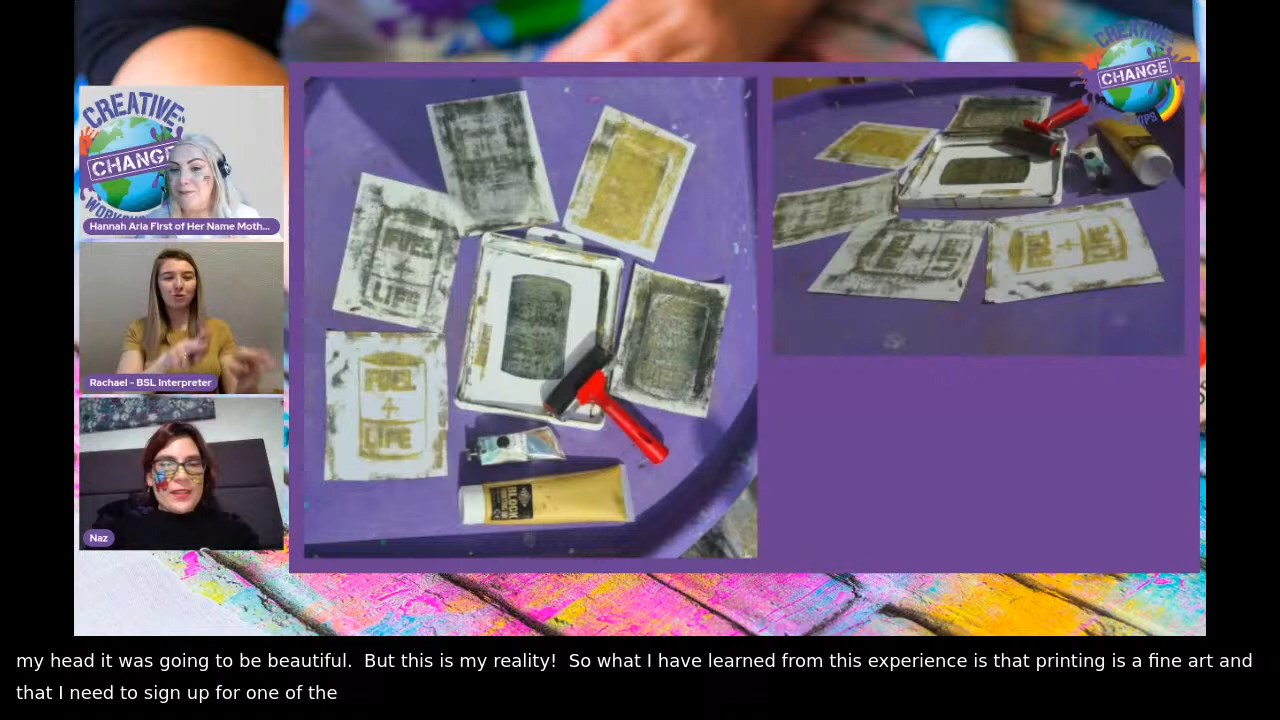 CREATIVE
CHANGE
CREATIVE
CHANGE
Hannah Aria First of Her Name Moth...
Rachael - BSL Interpreter
Naz
FUEL
4
LIFE
FUEL
4
LIFE
BLOCK
my head it was going to be beautiful.  But this is my reality!  So what I have learned from this experience is that printing is a fine art and
that I need to sign up for one of the